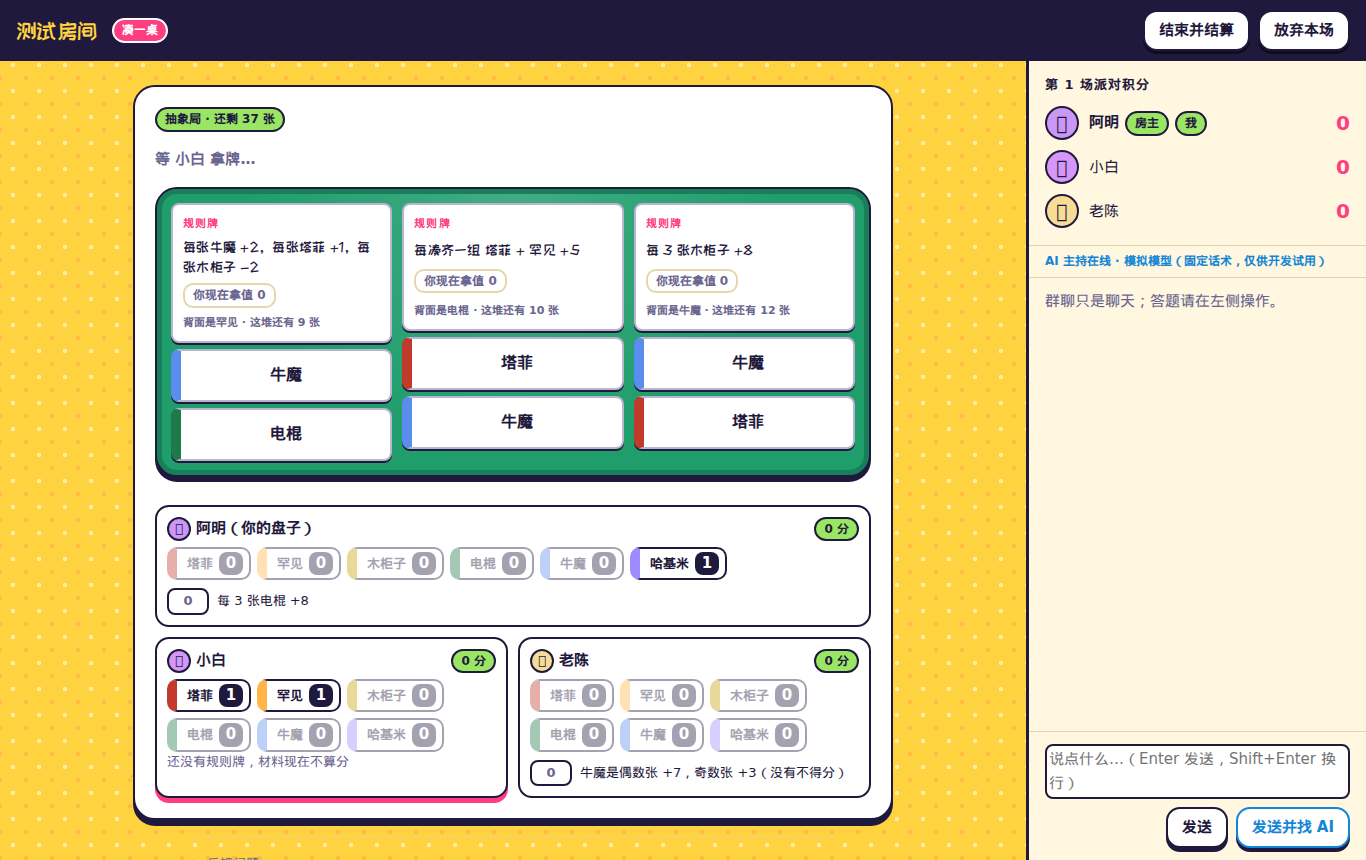 测试房间
凑一桌
结束并结算
放弃本场
抽象局 · 还剩 37 张
等 小白 拿牌…
规则牌
每张牛魔 +2，每张塔菲 +1，每
张木柜子 −2
你现在拿值 0
背面是罕见 · 这堆还有 9 张
牛魔
电棍
规则牌
每凑齐一组 塔菲 + 罕见 +5
你现在拿值 0
背面是电棍 · 这堆还有 10 张
塔菲
牛魔
规则牌
每 3 张木柜子 +8
你现在拿值 0
背面是牛魔 · 这堆还有 12 张
牛魔
塔菲
阿明（你的盘子）
0 分
塔菲 0
罕见 0
木柜子 0
电棍 0
牛魔 0
哈基米 1
0 每 3 张电棍 +8
小白
0 分
塔菲 1
罕见 1
木柜子 0
电棍 0
牛魔 0
哈基米 0
还没有规则牌，材料现在不算分
老陈
0 分
塔菲 0
罕见 0
木柜子 0
电棍 0
牛魔 0
哈基米 0
0 牛魔是偶数张 +7，奇数张 +3（没有不得分）
第 1 场派对积分
阿明 房主 我 0
小白 0
老陈 0
AI 主持在线 · 模拟模型（固定话术，仅供开发试用）
群聊只是聊天；答题请在左侧操作。
说点什么…（Enter 发送，Shift+Enter 换
行）
发送
发送并找 AI